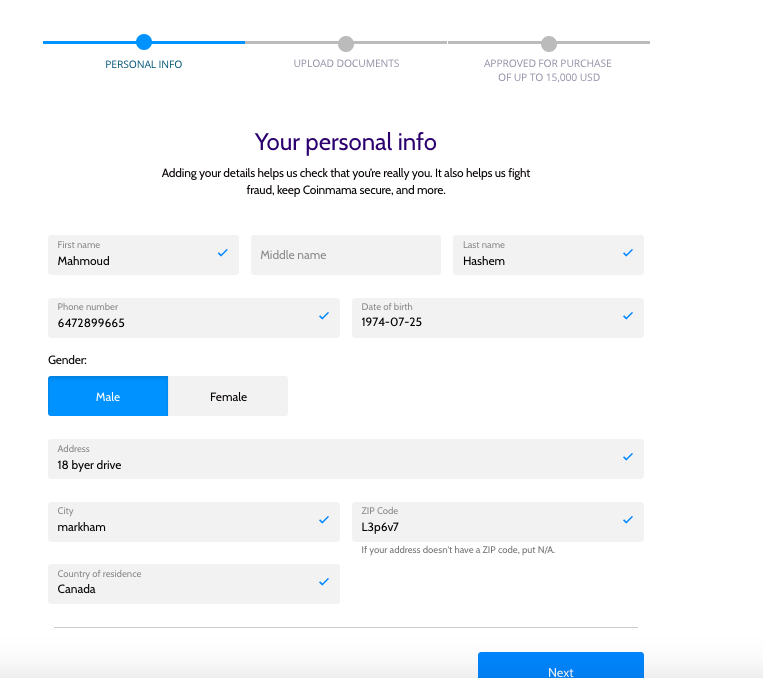 PERSONAL INFO
UPLOAD DOCUMENTS
APPROVED FOR PURCHASE
OF UP TO 15,000 USD
Your personal info
Adding your details helps us check that you're really you. It also helps us fight
fraud, keep Coinmama secure, and more.
First name
Mahmoud
Middle name
Last name
Hashem
Phone number
6472899665
Date of birth
1974-07-25
Gender:
Male
Female
Address
18 byer drive
City
markham
ZIP Code
L3p6v7
If your address doesn't have a ZIP code, put N/A.
Country of residence
Canada
Next